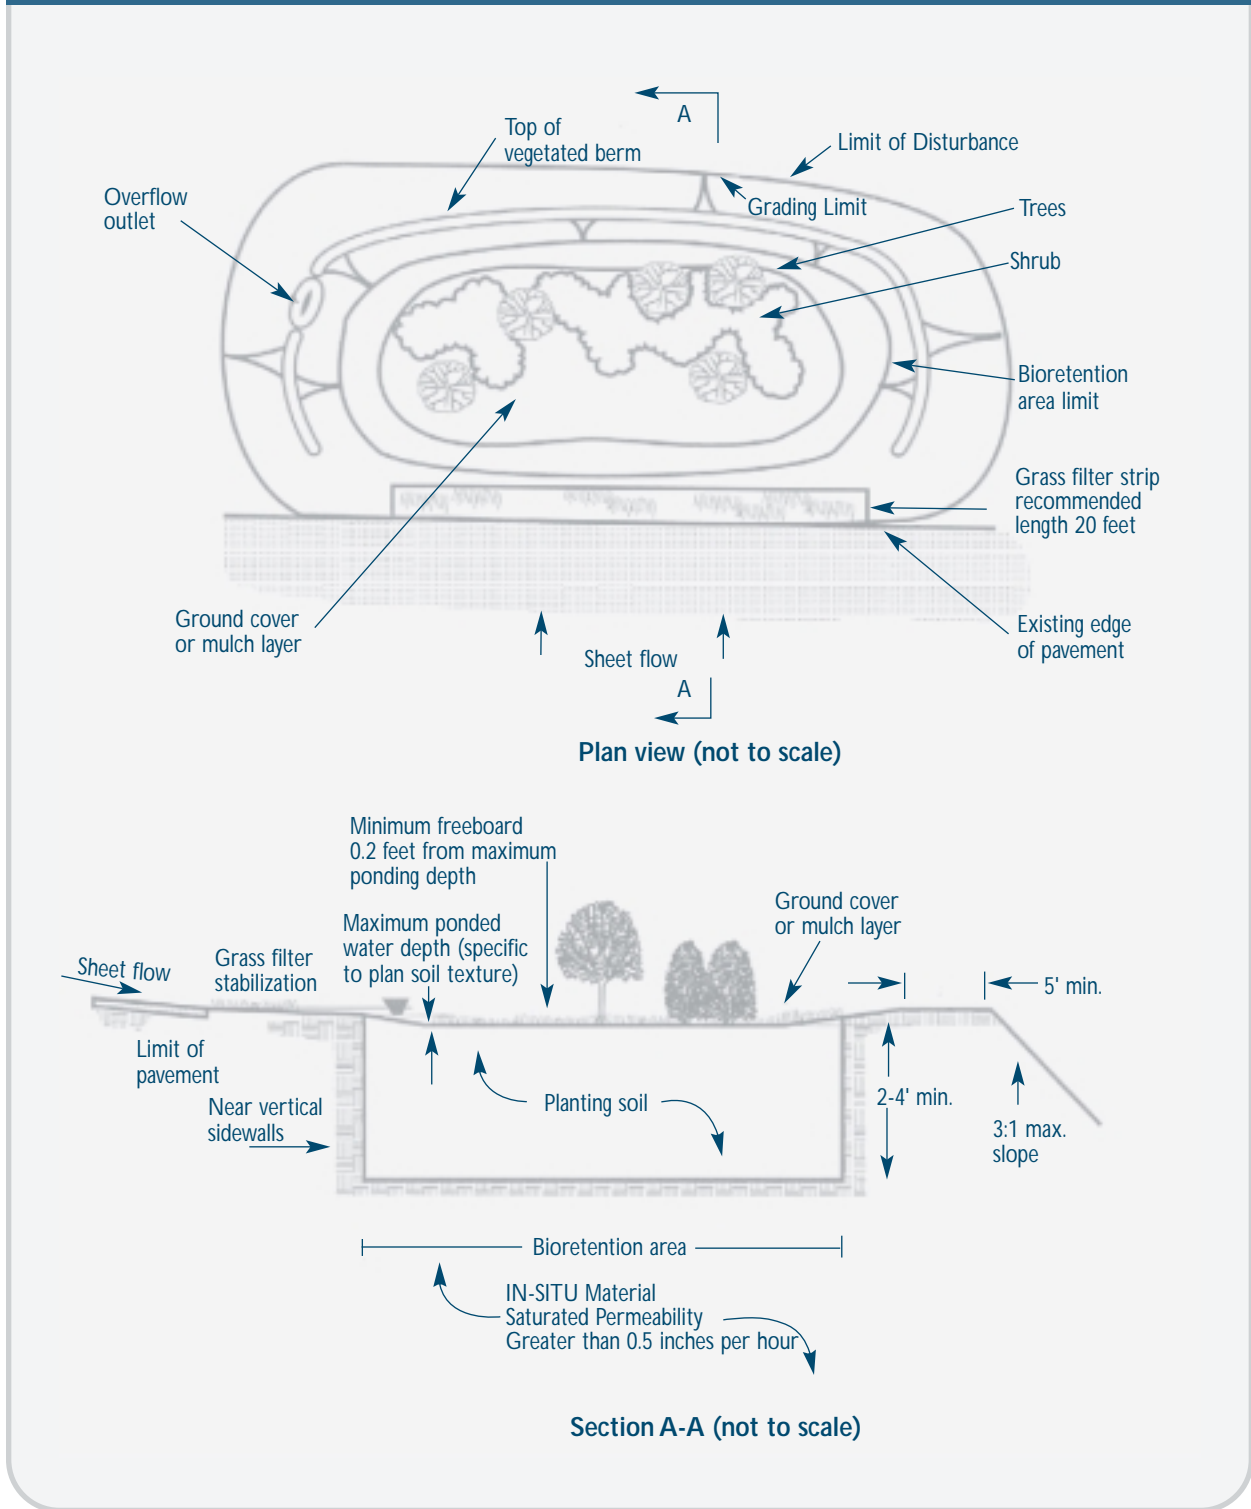 A
Top of
vegetated berm
Limit of Disturbance
Overflow
outlet
Grading Limit
Trees
Shrub
Bioretention
area limit
Grass filter strip
recommended
length 20 feet
Ground cover
or mulch layer
Existing edge
of pavement
Sheet flow
A
Plan view (not to scale)
Minimum freeboard
0.2 feet from maximum
ponding depth
Ground cover
or mulch layer
Maximum ponded
water depth (specific
to plan soil texture)
Grass filter
stabilization
Sheet flow
5' min.
Limit of
pavement
Near vertical
sidewalls
Planting soil
2-4' min.
3:1 max.
slope
Bioretention area
IN-SITU Material
Saturated Permeability
Greater than 0.5 inches per hour
Section A-A (not to scale)